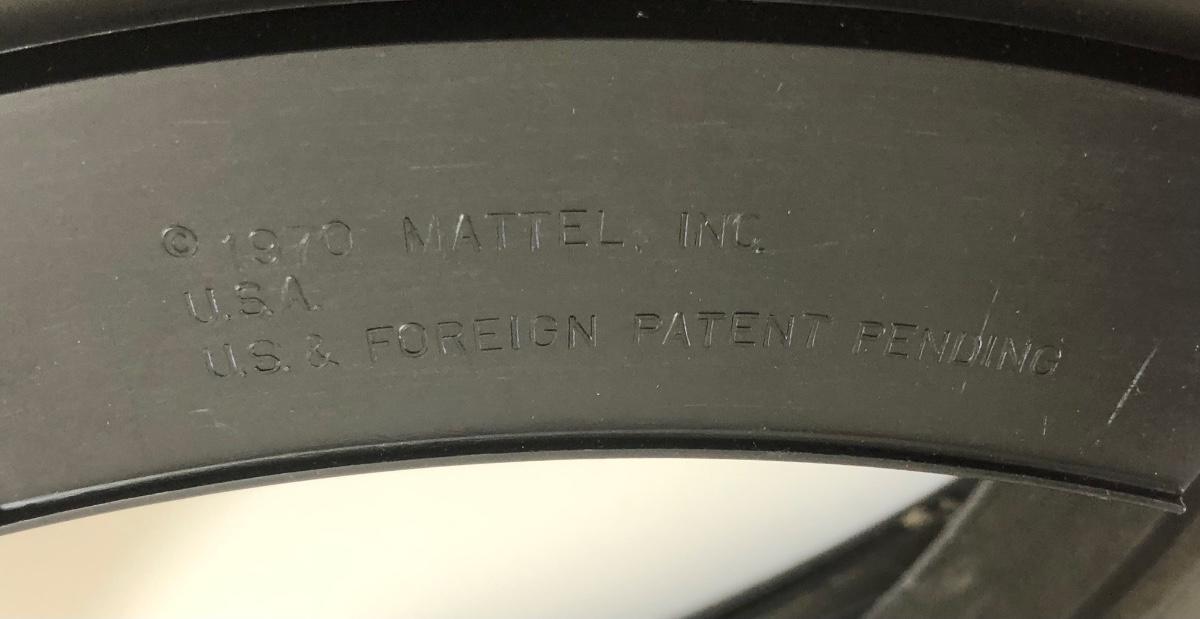 © 1970 MATTEL, INC.
U.S.A.
U.S. & FOREIGN PATENT PENDING